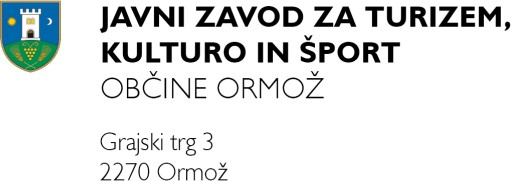 JAVNI ZAVOD ZA TURIZEM,
KULTURO IN ŠPORT
OBČINE ORMOŽ
Grajski trg 3
2270 Ormož